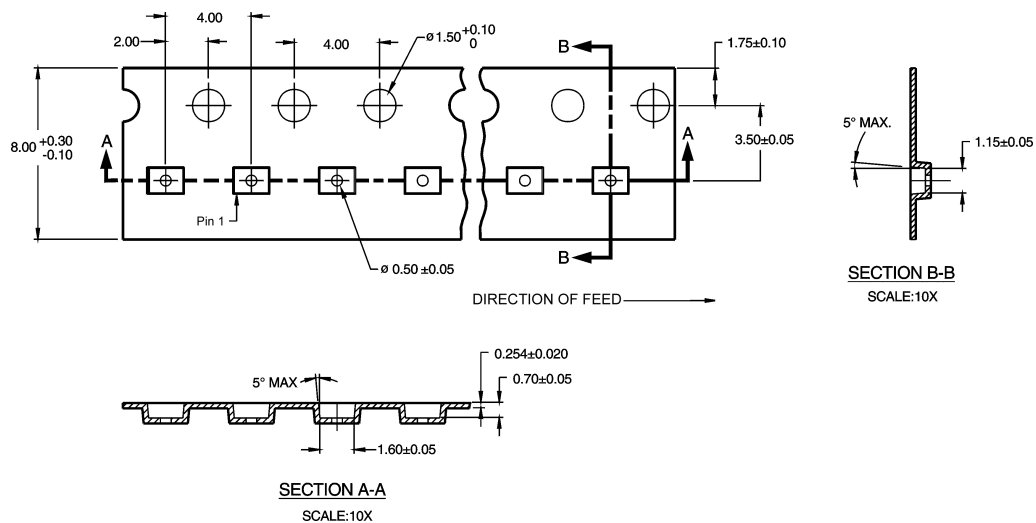 4.00
2.00
4.00
ø1.50 +0.10
0
B
1.75±0.10
8.00 +0.30
-0.10
A
A
3.50±0.05
5° MAX.
1.15±0.05
Pin 1
ø 0.50±0.05
B
DIRECTION OF FEED
SECTION B-B
SCALE:10X
5° MAX
0.254±0.020
0.70±0.05
1.60±0.05
SECTION A-A
SCALE:10X